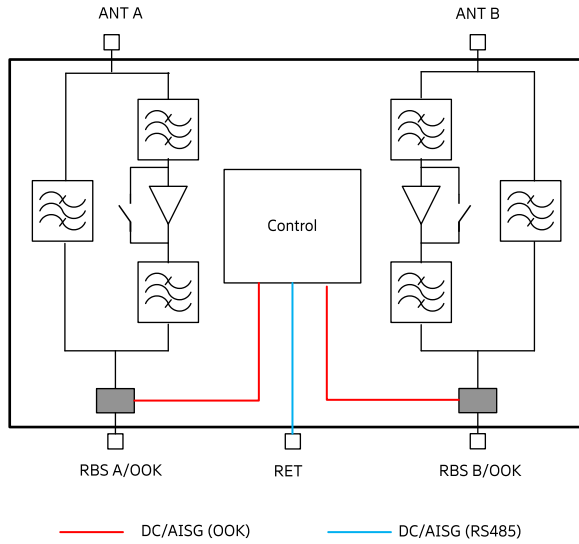 ANT A
ANT B
Control
RBS A/OOK
RET
RBS B/OOK
DC/AISG (OOK)
DC/AISG (RS485)